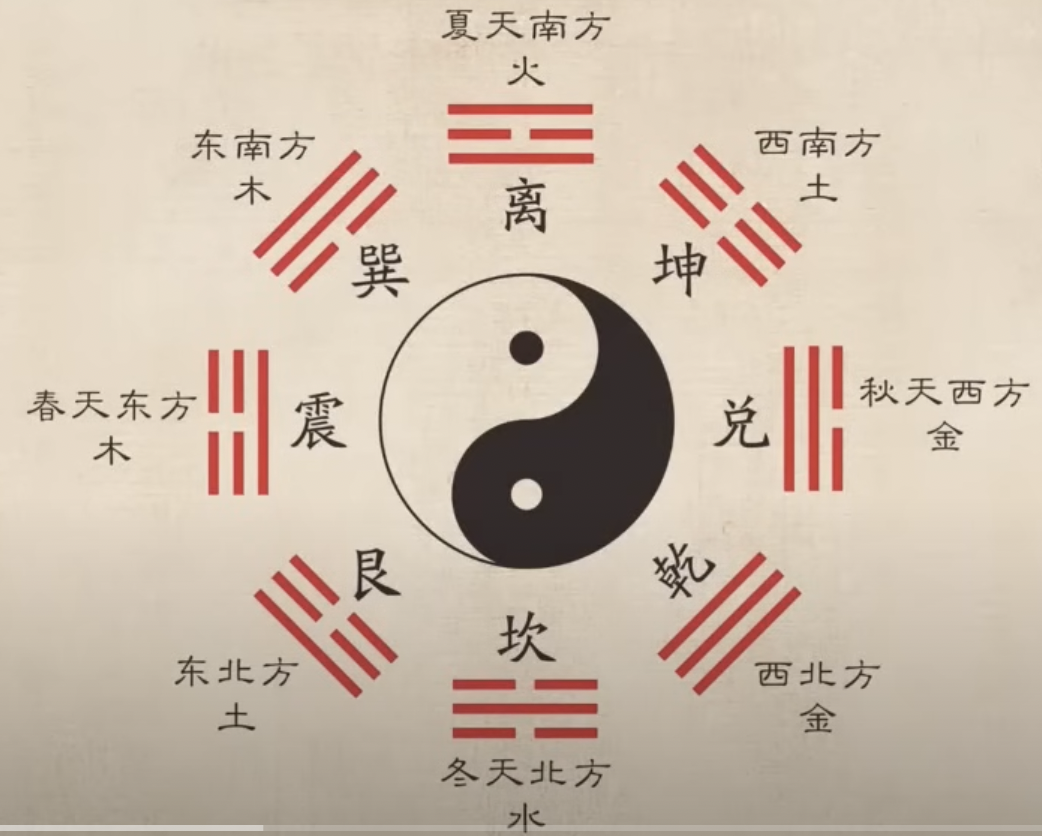 夏天南方
火
离
东南方
木
巽
西南方
土
坤
春天东方
木
震
兑
秋天西方
金
艮
东北方
土
乾
西北方
金
坎
冬天北方
水